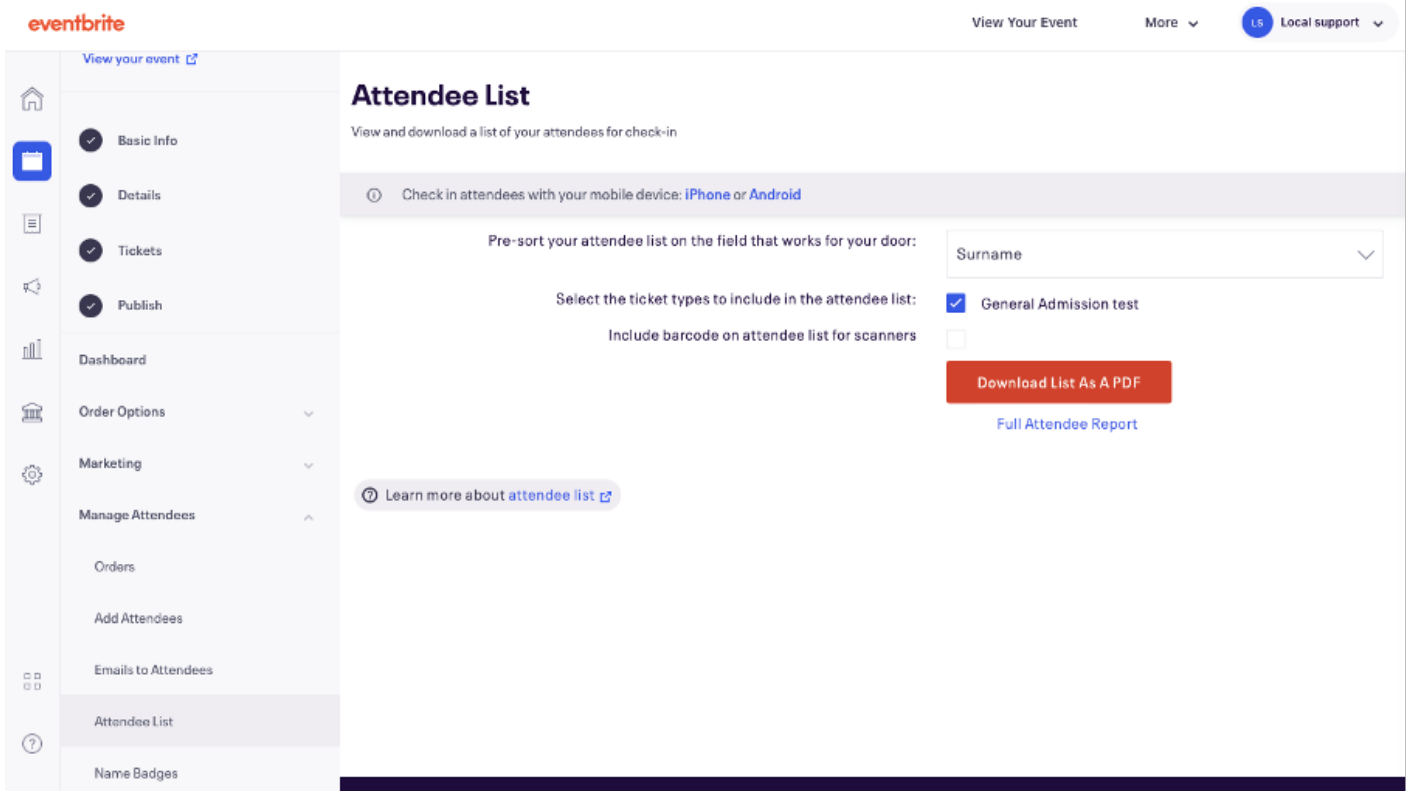 eventbrite
View Your Event
More
LS
Local support
View your event
Basic Info
Details
Tickets
Publish
Dashboard
Order Options
Marketing
Manage Attendees
Orders
Add Attendees
Emails to Attendees
Attendee List
Name Badges
Attendee List
View and download a list of your attendees for check-in
Check in attendees with your mobile device: iPhone or Android
Pre-sort your attendee list on the field that works for your door:
Surname
Select the ticket types to include in the attendee list:
General Admission test
Include barcode on attendee list for scanners
Download List As A PDF
Full Attendee Report
Learn more about attendee list